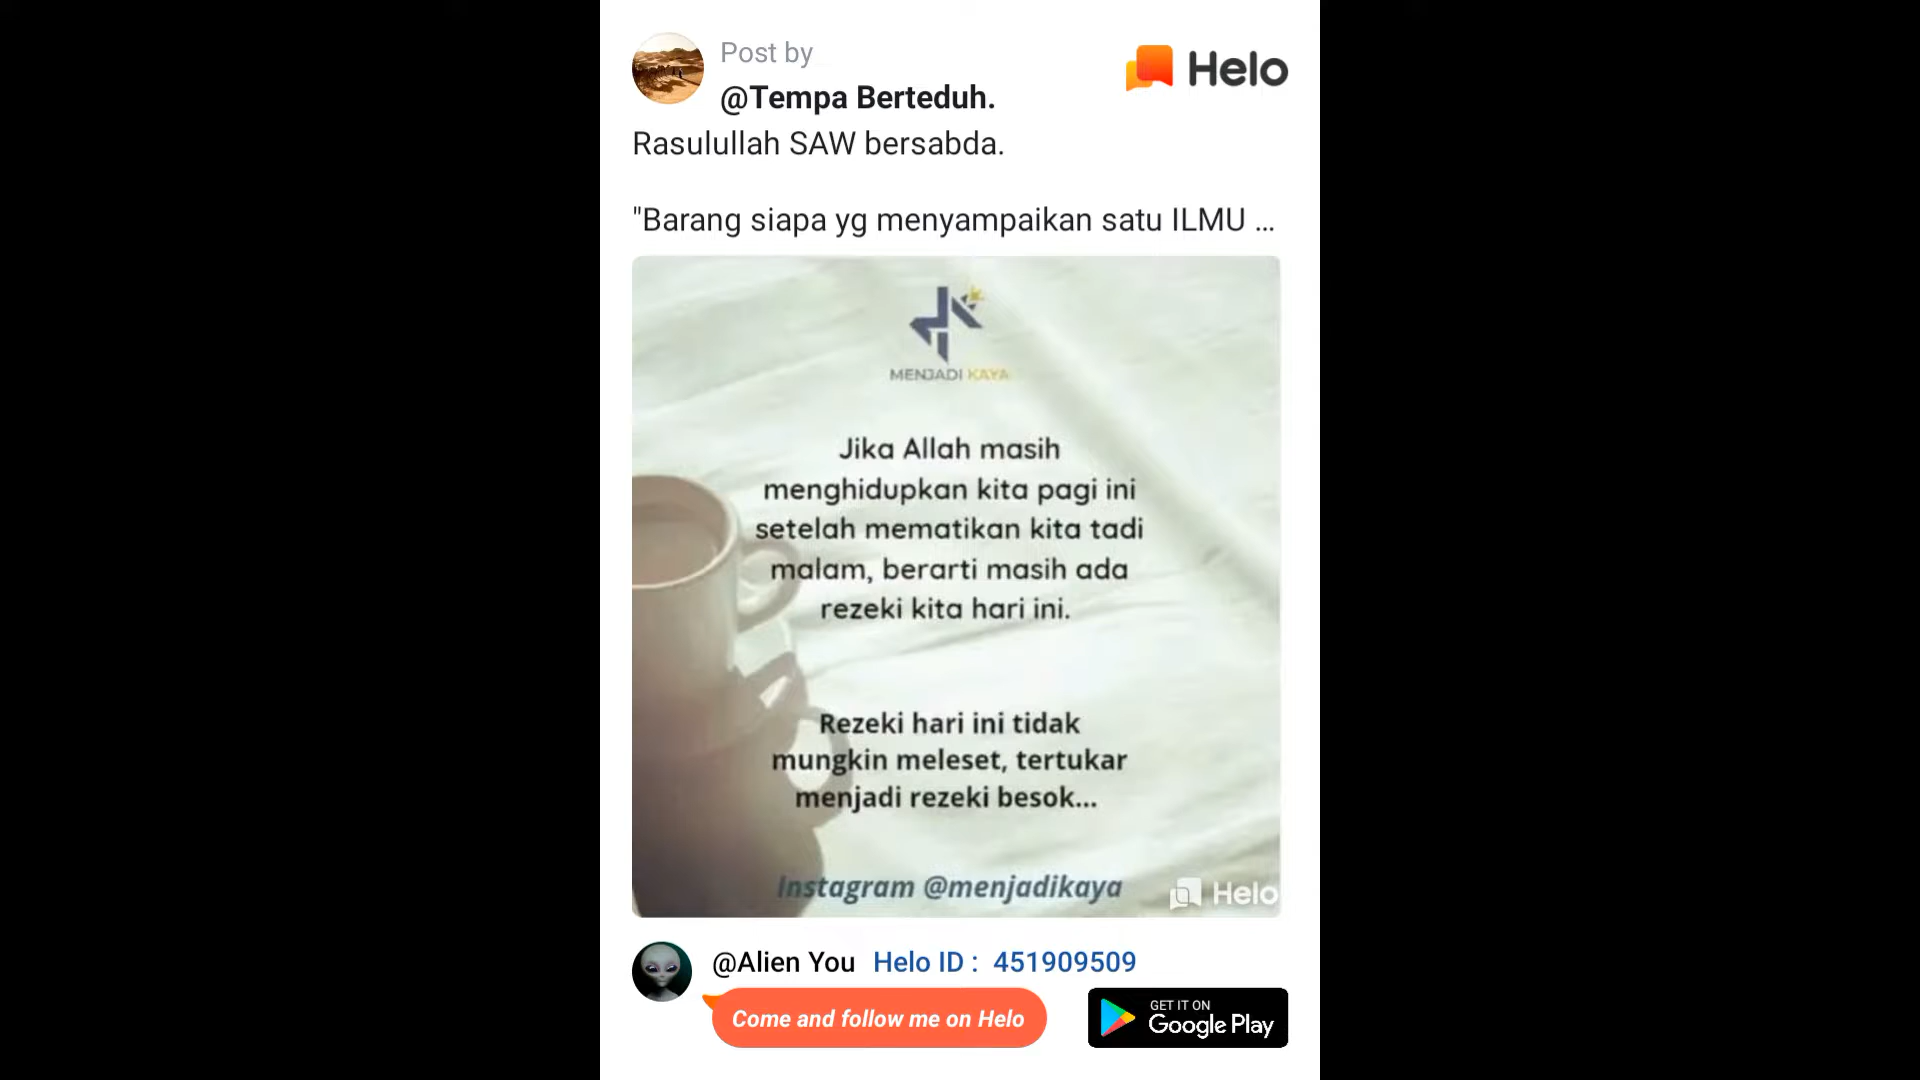 Post by
Helo
@Tempa Berteduh.
Rasulullah SAW bersabda.
"Barang siapa yg menyampaikan satu ILMU ...
MENJADI KAYA
Jika Allah masih
menghidupkan kita pagi ini
setelah mematikan kita tadi
malam, berarti masih ada
rezeki kita hari ini.
Rezeki hari ini tidak
mungkin meleset, tertukar
menjadi rezeki besok...
Instagram @menjadikaya
Helo
@Alien You Helo ID : 451909509
Come and follow me on Helo
GET IT ON
Google Play